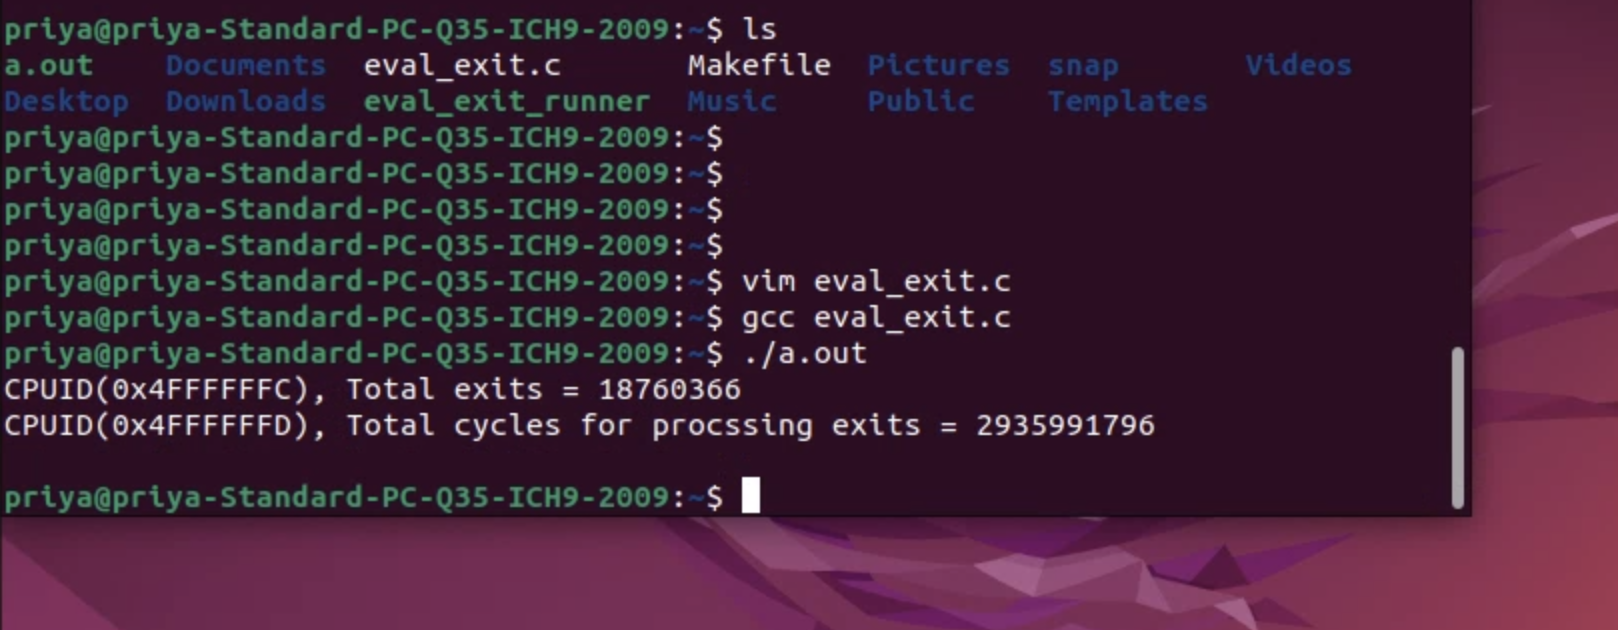 priya@priya-Standard-PC-Q35-ICH9-2009:~$ ls
a.out Documents eval_exit.c Makefile Pictures snap Videos
Desktop Downloads eval_exit_runner Music Public Templates
priya@priya-Standard-PC-Q35-ICH9-2009:~$
priya@priya-Standard-PC-Q35-ICH9-2009:~$
priya@priya-Standard-PC-Q35-ICH9-2009:~$
priya@priya-Standard-PC-Q35-ICH9-2009:~$
priya@priya-Standard-PC-Q35-ICH9-2009:~$ vim eval_exit.c
priya@priya-Standard-PC-Q35-ICH9-2009:~$ gcc eval_exit.c
priya@priya-Standard-PC-Q35-ICH9-2009:~$ ./a.out
CPUID(0x4FFFFFFC), Total exits = 18760366
CPUID(0x4FFFFFFD), Total cycles for procssing exits = 2935991796
priya@priya-Standard-PC-Q35-ICH9-2009:~$